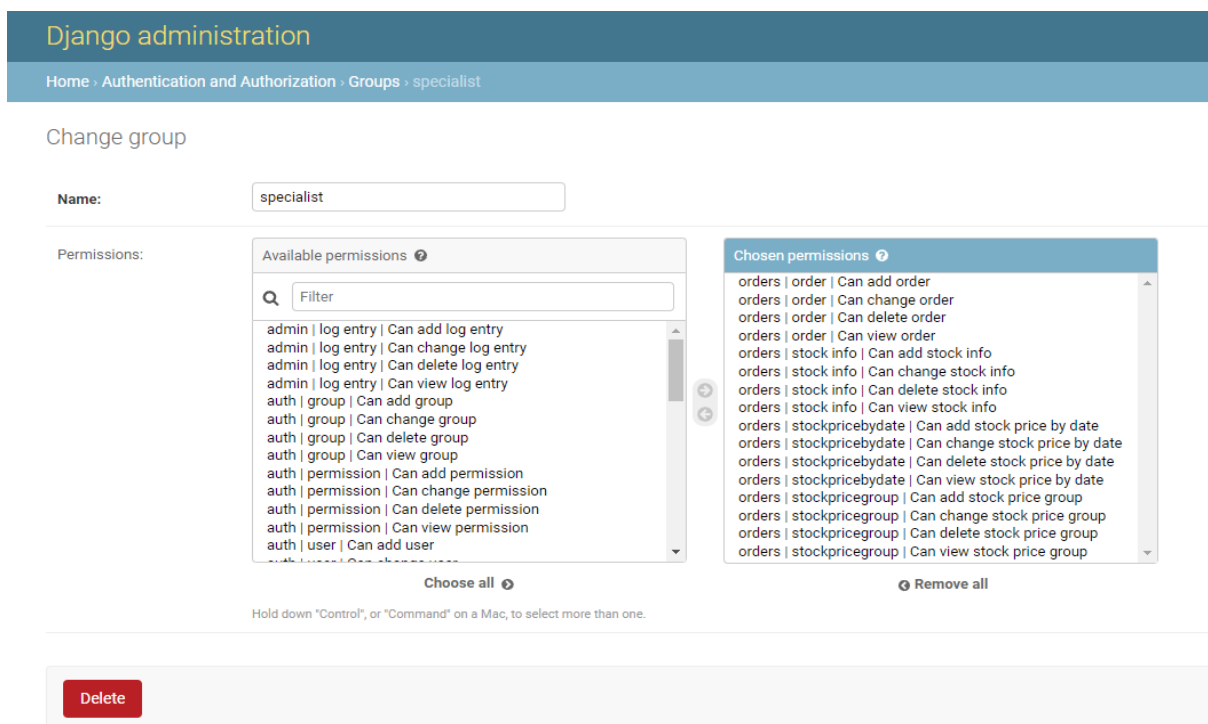 Django administration
Home › Authentication and Authorization › Groups › specialist
Change group
Name:
specialist
Permissions:
Available permissions
Filter
admin | log entry | Can add log entry
admin | log entry | Can change log entry
admin | log entry | Can delete log entry
admin | log entry | Can view log entry
auth | group | Can add group
auth | group | Can change group
auth | group | Can delete group
auth | group | Can view group
auth | permission | Can add permission
auth | permission | Can change permission
auth | permission | Can delete permission
auth | permission | Can view permission
auth | user | Can add user
auth | user | Can change user
Choose all
Hold down "Control", or "Command" on a Mac, to select more than one.
Chosen permissions
orders | order | Can add order
orders | order | Can change order
orders | order | Can delete order
orders | order | Can view order
orders | stock info | Can add stock info
orders | stock info | Can change stock info
orders | stock info | Can delete stock info
orders | stock info | Can view stock info
orders | stockpricebydate | Can add stock price by date
orders | stockpricebydate | Can change stock price by date
orders | stockpricebydate | Can delete stock price by date
orders | stockpricebydate | Can view stock price by date
orders | stockpricegroup | Can add stock price group
orders | stockpricegroup | Can change stock price group
orders | stockpricegroup | Can delete stock price group
orders | stockpricegroup | Can view stock price group
Remove all
Delete